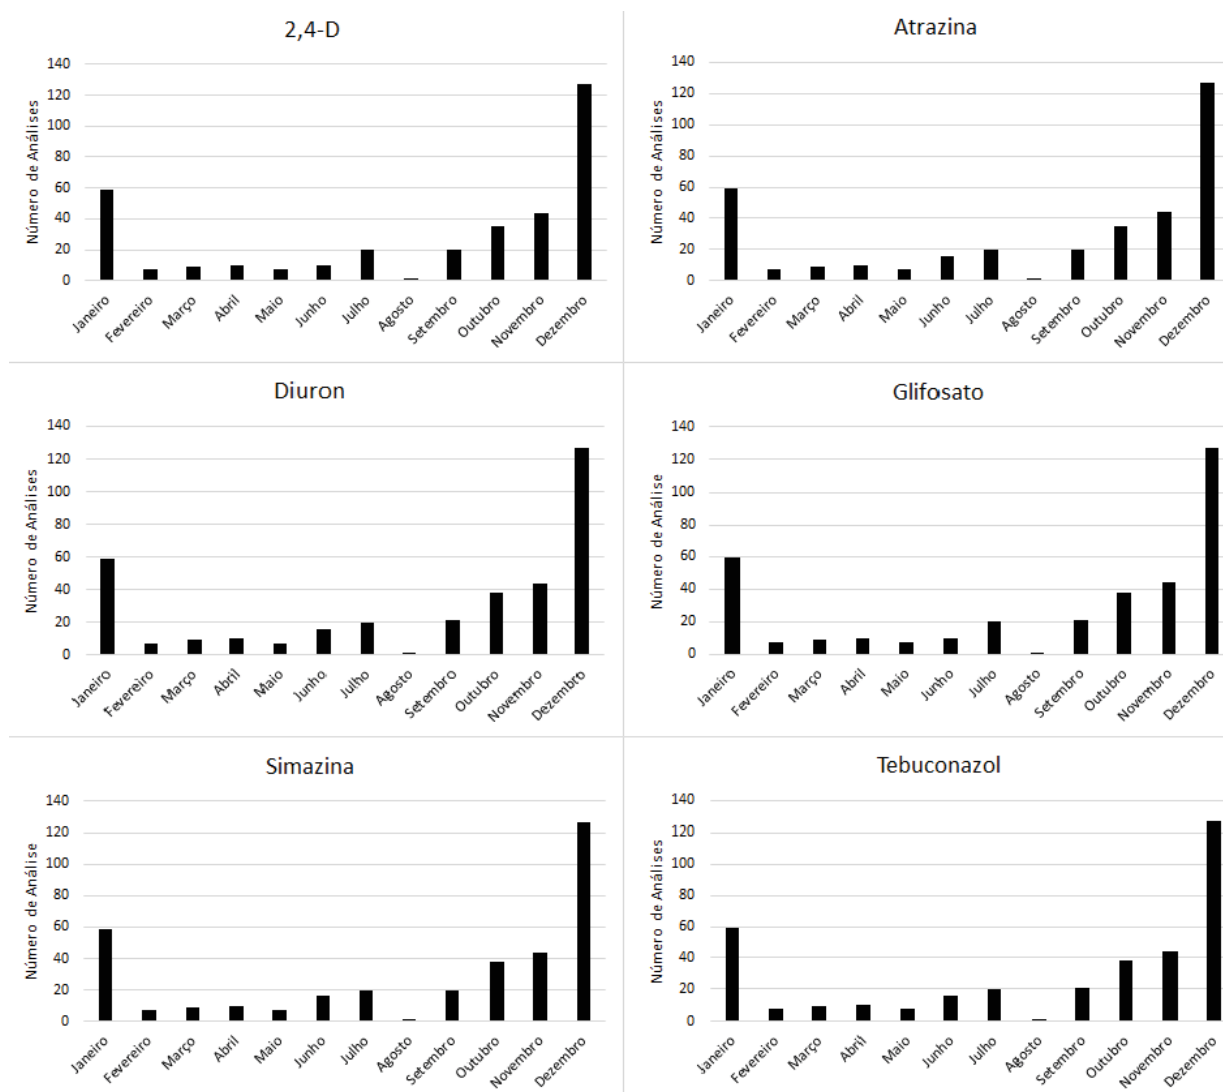 2,4-D
Número de Análises
140
120
100
80
60
40
20
0
Janeiro
Fevereiro
Março
Abril
Maio
Junho
Julho
Agosto
Setembro
Outubro
Novembro
Dezembro
Atrazina
Número de Análises
140
120
100
80
60
40
20
0
Janeiro
Fevereiro
Março
Abril
Maio
Junho
Julho
Agosto
Setembro
Outubro
Novembro
Dezembro
Diuron
Número de Análises
140
120
100
80
60
40
20
0
Janeiro
Fevereiro
Março
Abril
Maio
Junho
Julho
Agosto
Setembro
Outubro
Novembro
Dezembro
Glifosato
Número de Análise
140
120
100
80
60
40
20
0
Janeiro
Fevereiro
Março
Abril
Maio
Junho
Julho
Agosto
Setembro
Outubro
Novembro
Dezembro
Simazina
Número de Análise
140
120
100
80
60
40
20
0
Janeiro
Fevereiro
Março
Abril
Maio
Junho
Julho
Agosto
Setembro
Outubro
Novembro
Dezembro
Tebuconazol
Número de Análises
140
120
100
80
60
40
20
0
Janeiro
Fevereiro
Março
Abril
Maio
Junho
Julho
Agosto
Setembro
Outubro
Novembro
Dezembro